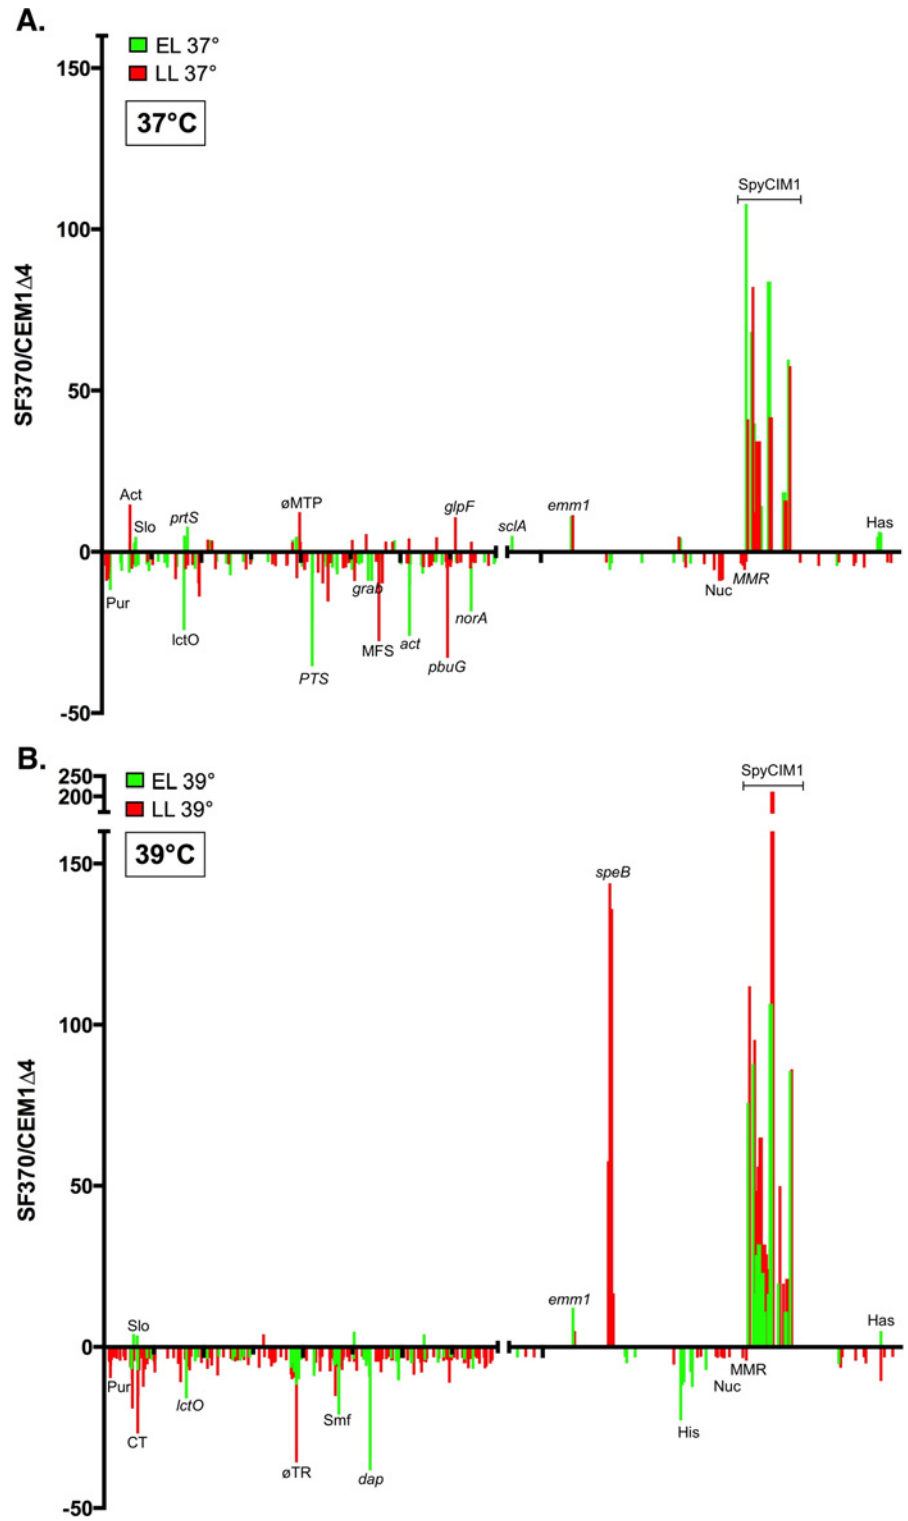 A.
EL 37°
LL 37°
37°C
SF370/CEM1Δ4
150
100
50
0
-50
SpyCIM1
Act
Slo
prtS
øMTP
glpF
sclA
emm1
Has
Pur
lctO
PTS
grab
MFS
act
pbuG
norA
Nuc
MMR
B.
EL 39°
LL 39°
39°C
SF370/CEM1Δ4
250
200
150
100
50
0
-50
SpyCIM1
speB
Slo
emm1
Has
Pur
CT
lctO
øTR
Smf
dap
His
Nuc
MMR